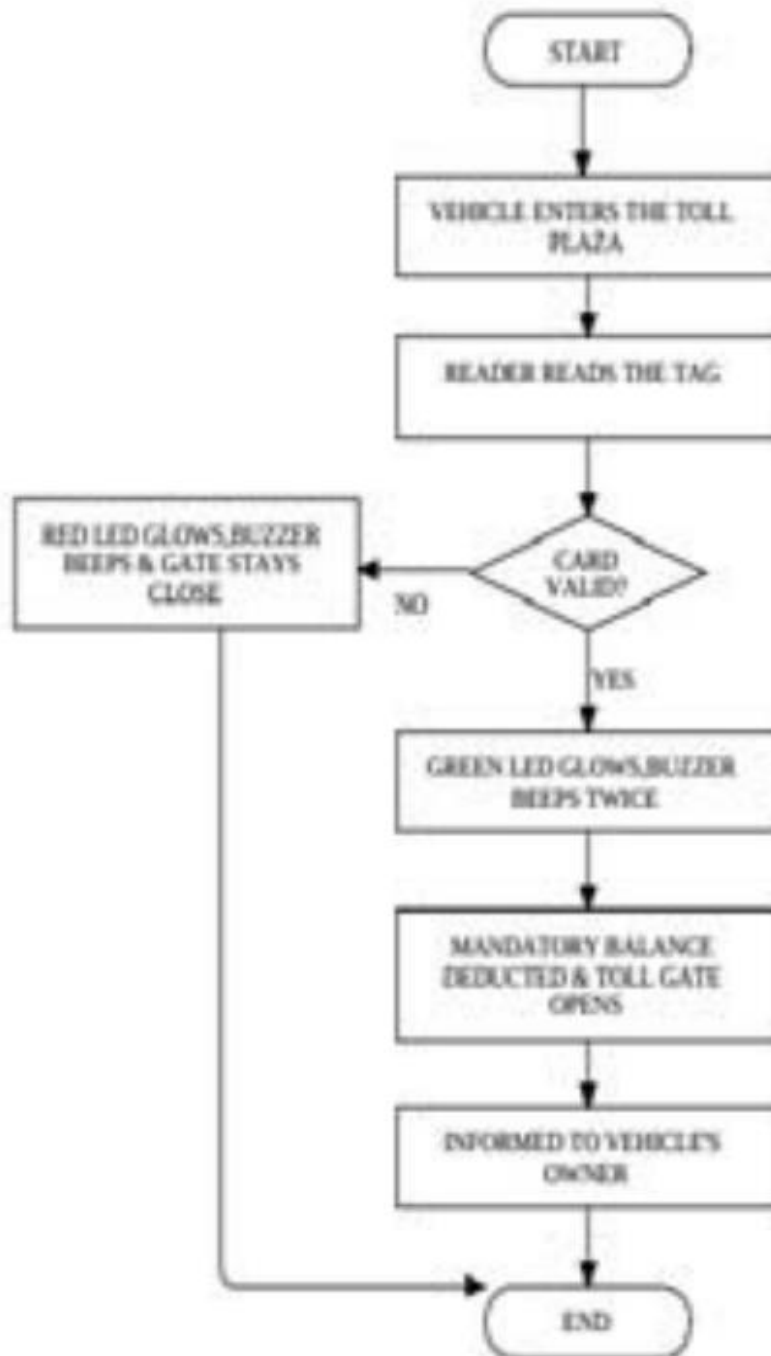 START
VEHICLE ENTERS THE TOLL
PLAZA
READER READS THE TAG
CARD
VALID?
NO
RED LED GLOWS,BUZZER
BEEPS & GATE STAYS
CLOSE
YES
GREEN LED GLOWS,BUZZER
BEEPS TWICE
MANDATORY BALANCE
DEDUCTED & TOLL GATE
OPENS
INFORMED TO VEHICLE'S
OWNER
END